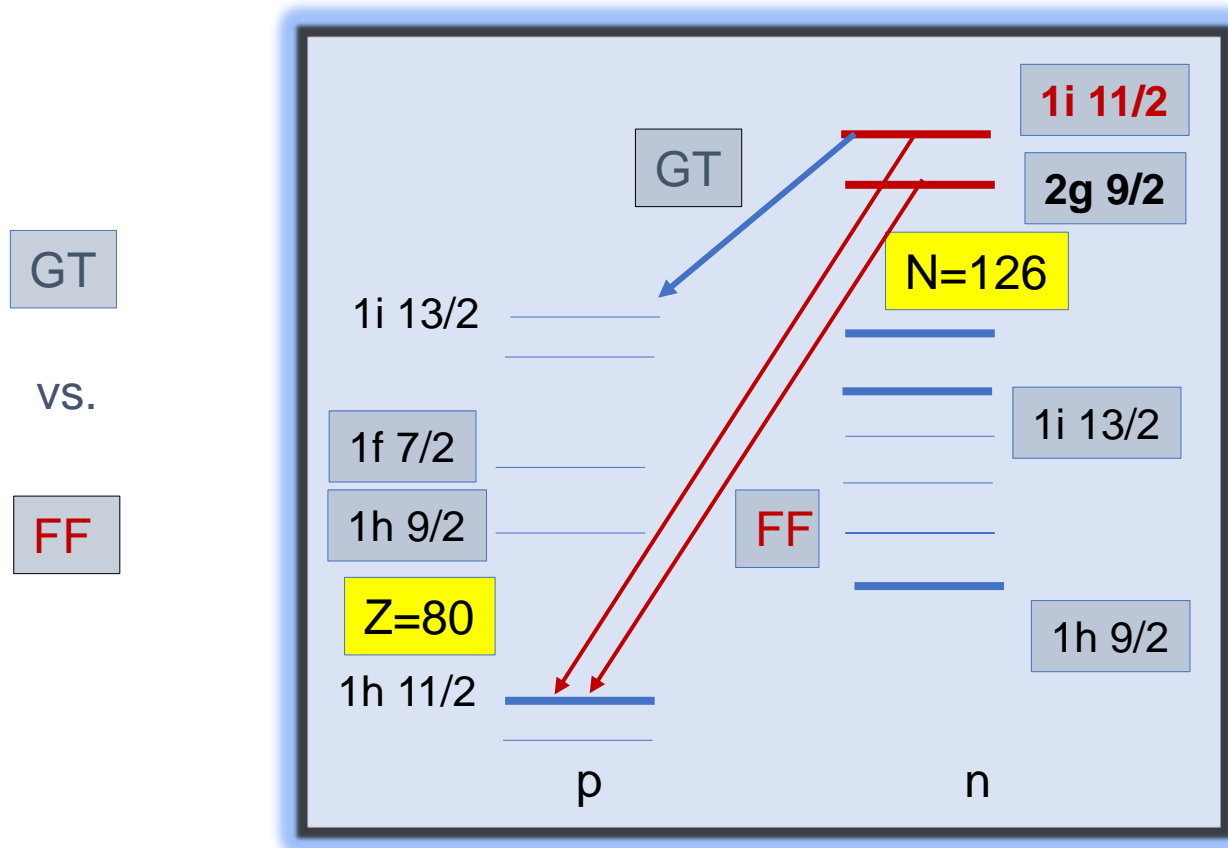 GT
vs.
FF
1i 11/2
GT
2g 9/2
N=126
1i 13/2
1i 13/2
1f 7/2
1h 9/2
FF
Z=80
1h 9/2
1h 11/2
p
n